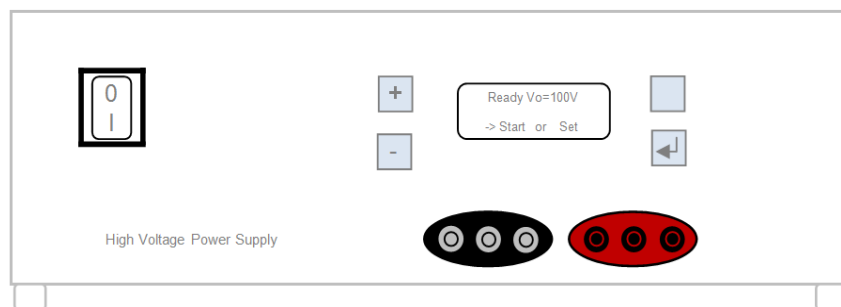 0
I
+
-
Ready Vo=100V
-> Start or Set
High Voltage Power Supply